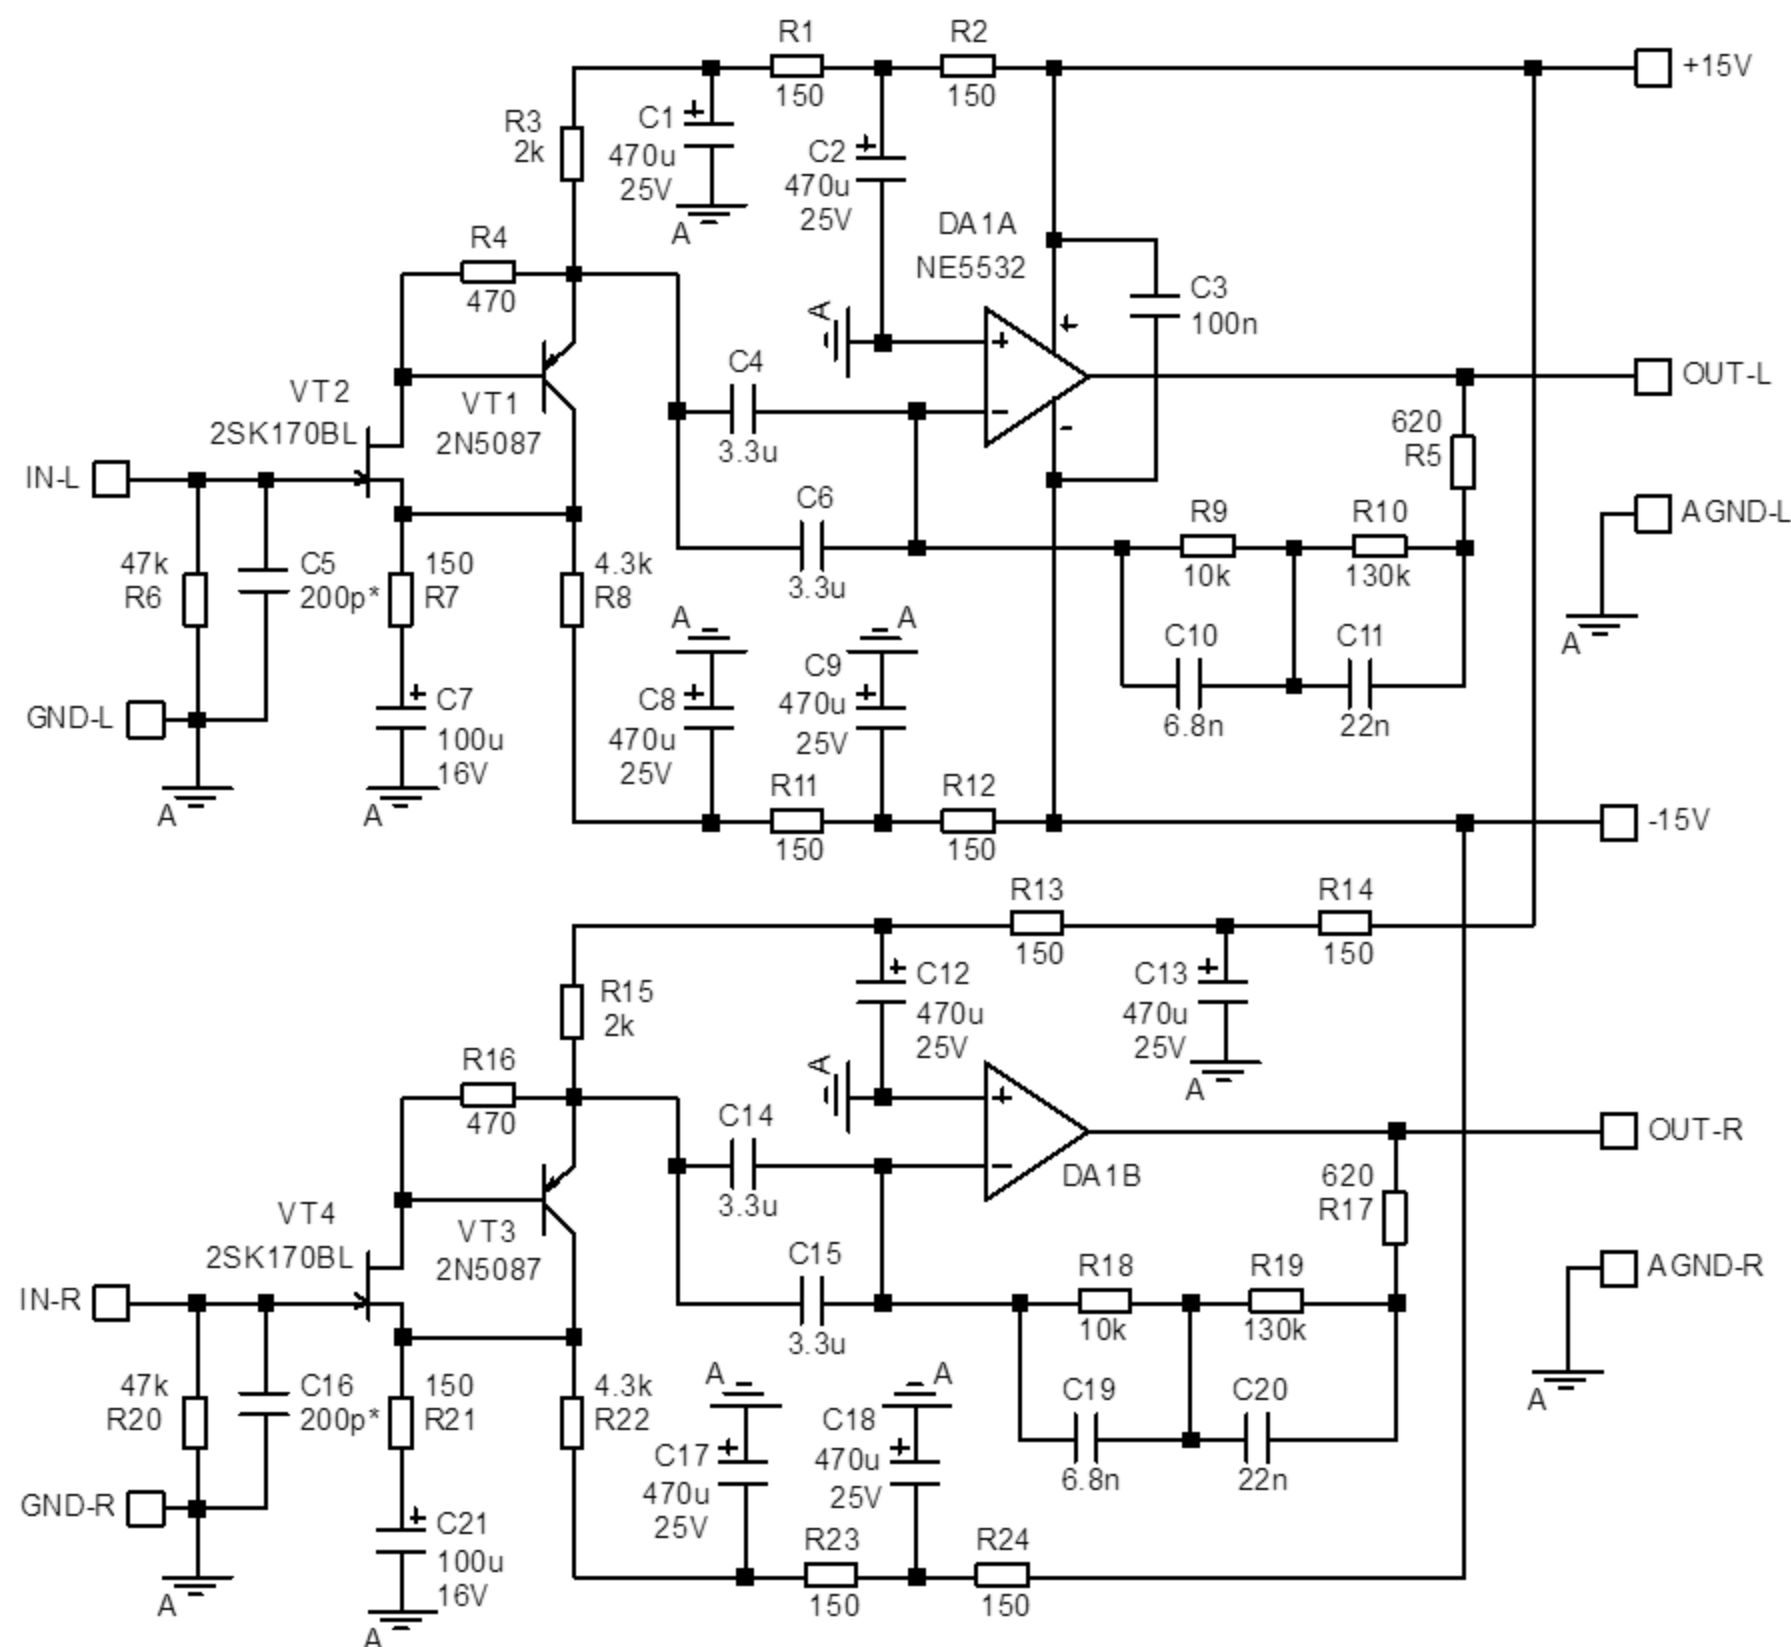 R1
R2
+15V
150
150
R3
2k
C1
470u
25V
A
+
C2
470u
25V
+
DA1A
NE5532
R4
470
A
+
+
-
−
C3
100n
C4
3.3u
OUT-L
VT2
2SK170BL
VT1
2N5087
620
R5
IN-L
C6
3.3u
R9
10k
R10
130k
AGND-L
A
47k
R6
C5
200p*
150
R7
4.3k
R8
A
A
C10
6.8n
C11
22n
GND-L
+
C7
100u
16V
C8
470u
25V
+
C9
470u
25V
+
A
A
R11
150
R12
150
-15V
R13
150
R14
150
R15
2k
+
C12
470u
25V
C13
470u
25V
+
A
R16
470
A
+
−
C14
3.3u
DA1B
OUT-R
VT4
2SK170BL
VT3
2N5087
620
R17
IN-R
C15
3.3u
R18
10k
R19
130k
AGND-R
A
47k
R20
C16
200p*
150
R21
4.3k
R22
A
A
C19
6.8n
C20
22n
C17
470u
25V
+
C18
470u
25V
+
GND-R
+
C21
100u
16V
A
A
R23
150
R24
150